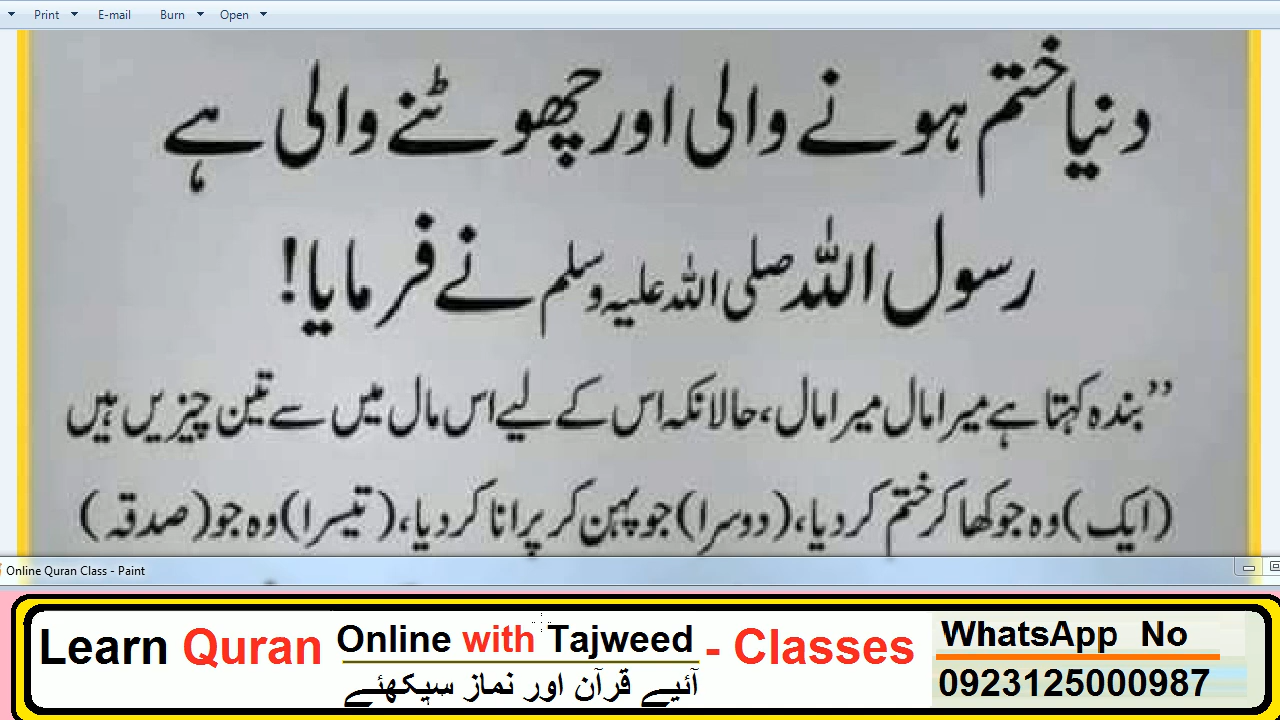 Print E-mail Burn Open
دنیا ختم ہونے والی اور چھوٹنے والی ہے
رسول اللہ صلی اللہ علیہ وسلم نے فرمایا!
”بندہ کہتا ہے میرا مال میرا مال، حالانکہ اس کے لیے اس مال میں سے تین چیزیں ہیں
(ایک) وہ جو کھا کر ختم کر دیا، (دوسرا) جو پہن کر پرانا کر دیا، (تیسرا) وہ جو (صدقہ)
Online Quran Class - Paint
Learn Quran Online with Tajweed - Classes
آئیے قرآن اور نماز سیکھئے
WhatsApp No
0923125000987